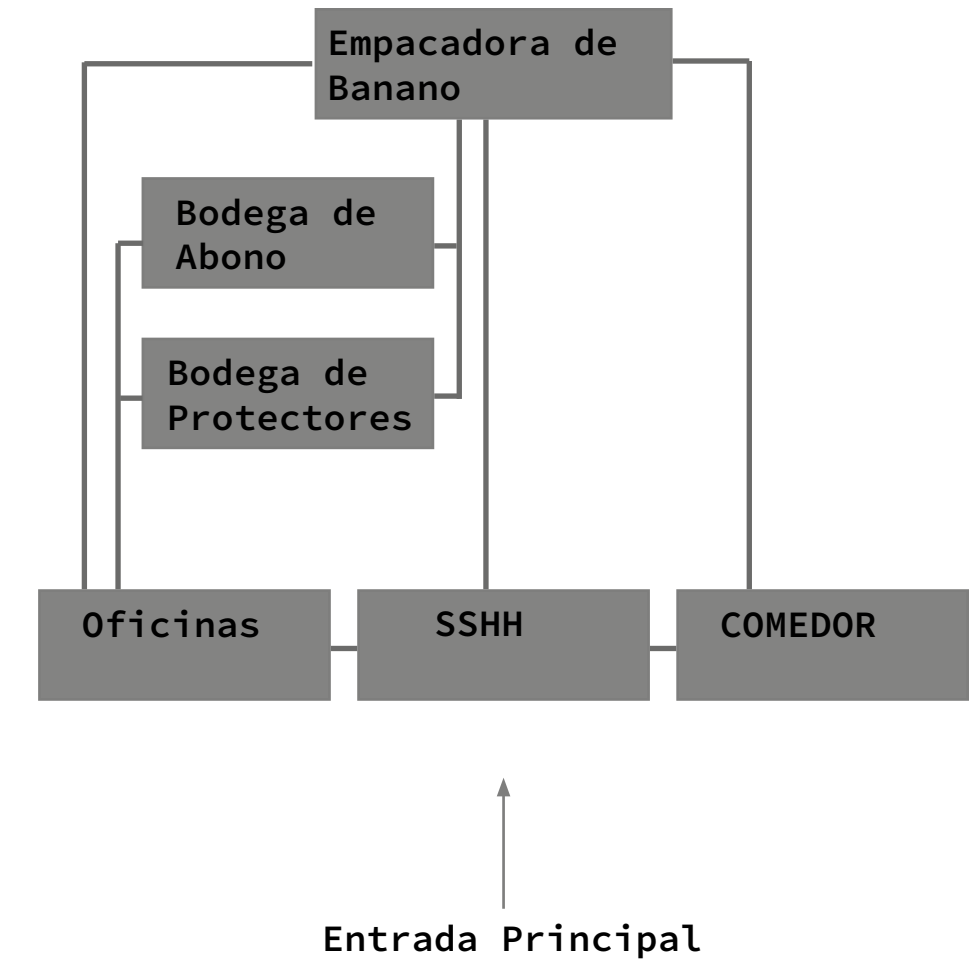 Empacadora de
Banano
Bodega de
Abono
Bodega de
Protectores
Oficinas
SSHH
COMEDOR
Entrada Principal